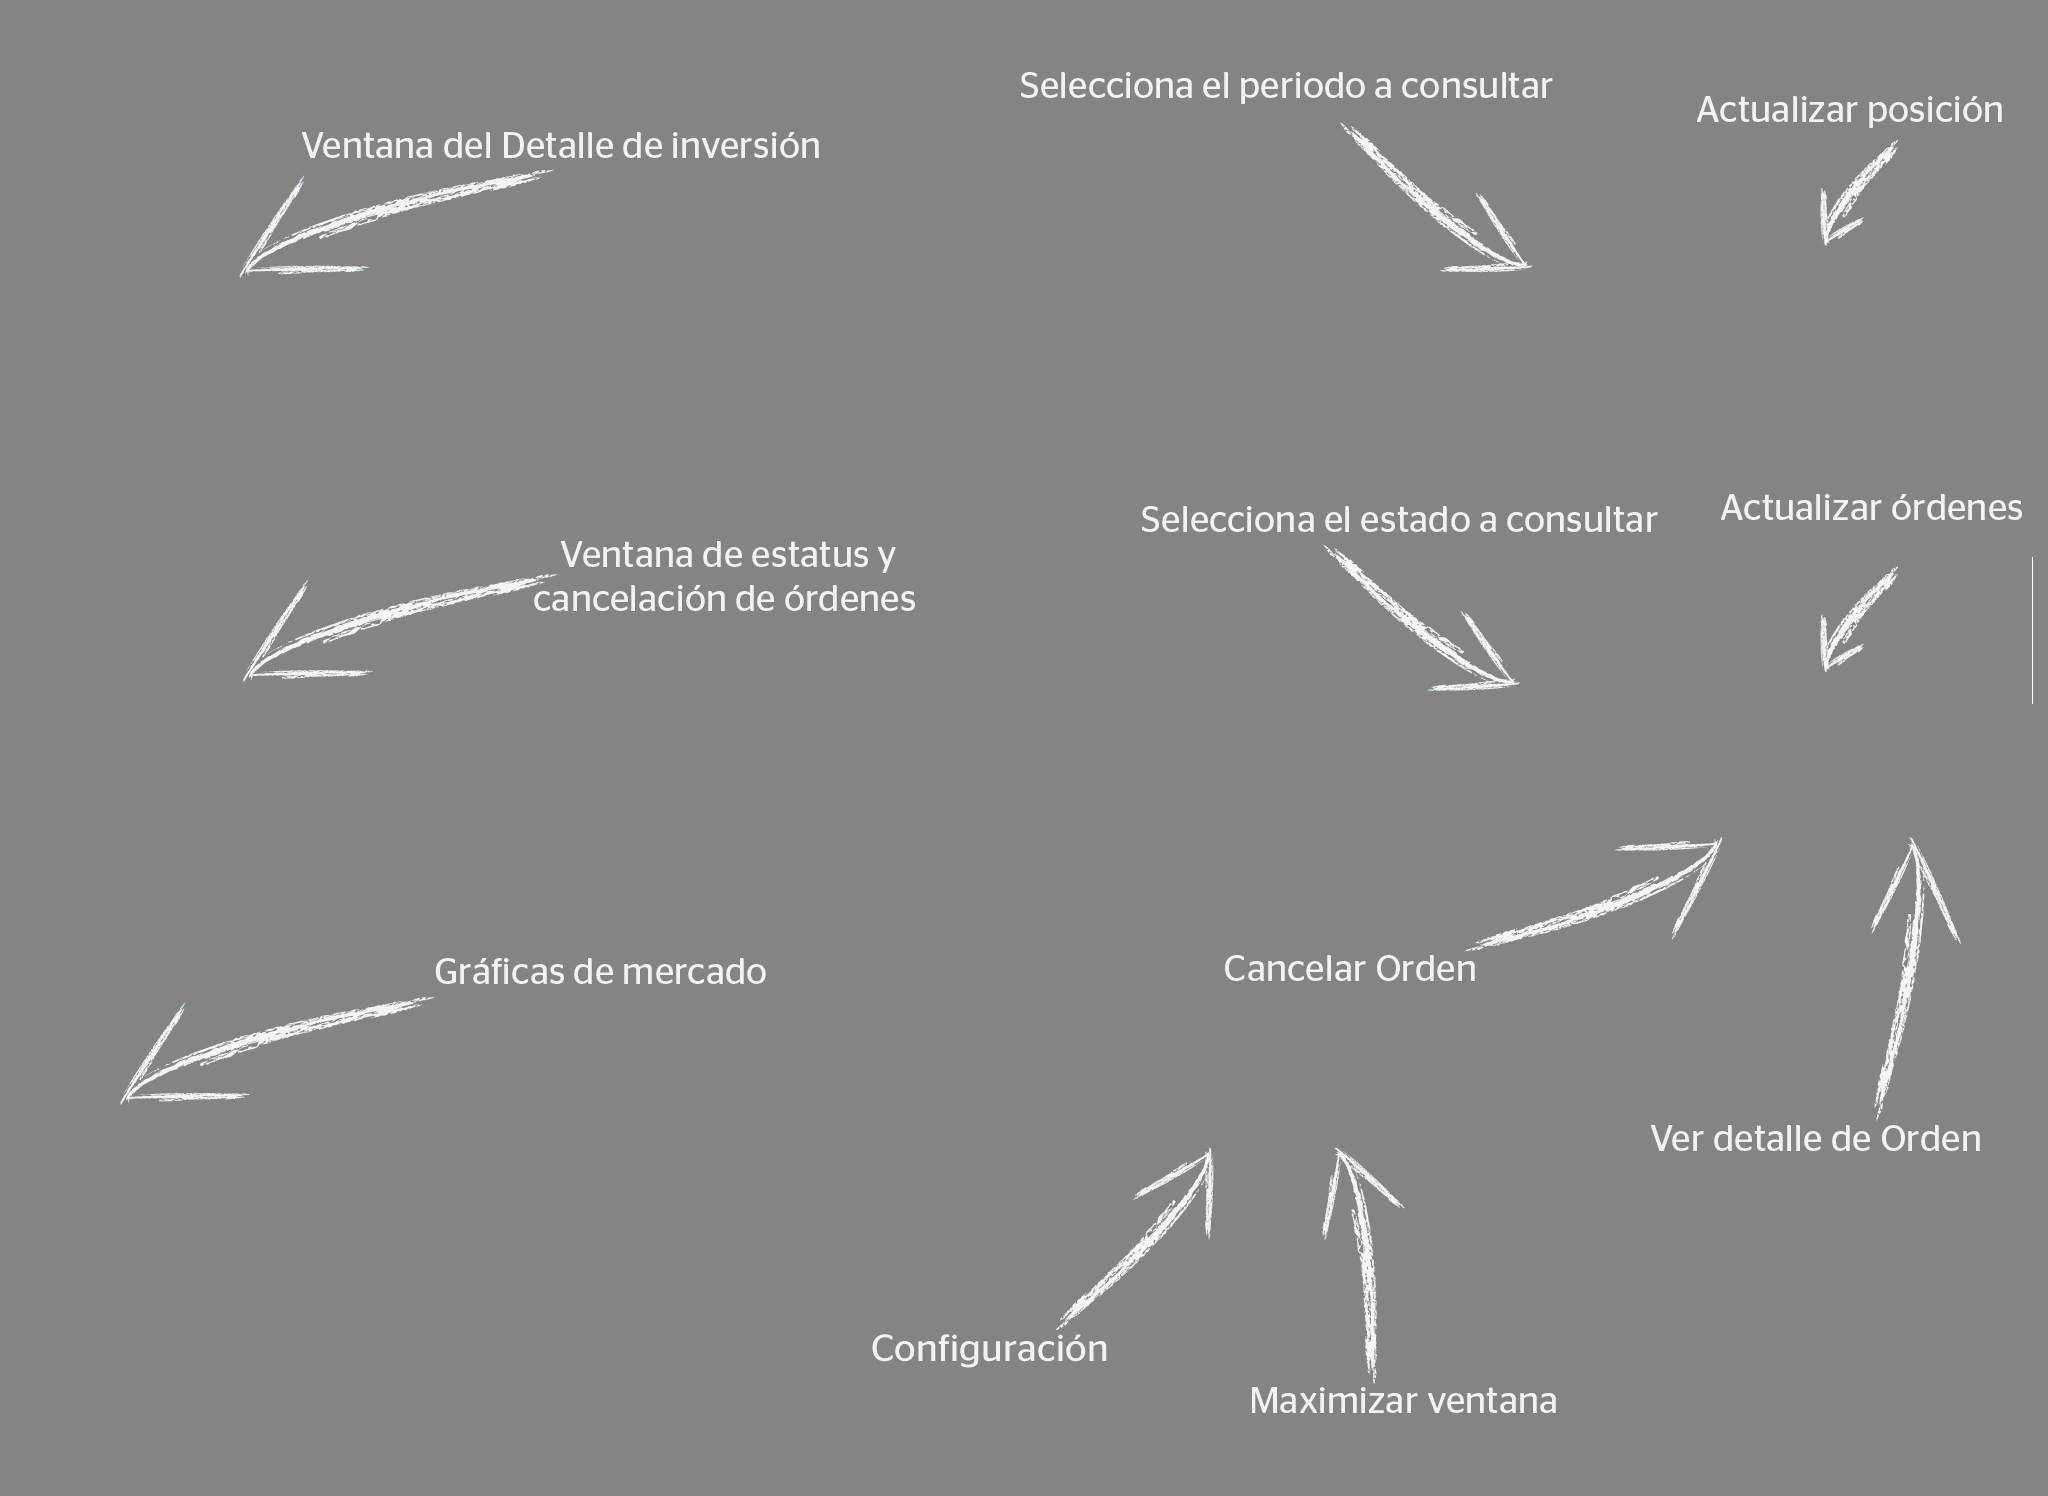 Selecciona el periodo a consultar
Actualizar posición
Ventana del Detalle de inversión
Selecciona el estado a consultar
Actualizar órdenes
Ventana de estatus y
cancelación de órdenes
Cancelar Orden
Gráficas de mercado
Ver detalle de Orden
Configuración
Maximizar ventana